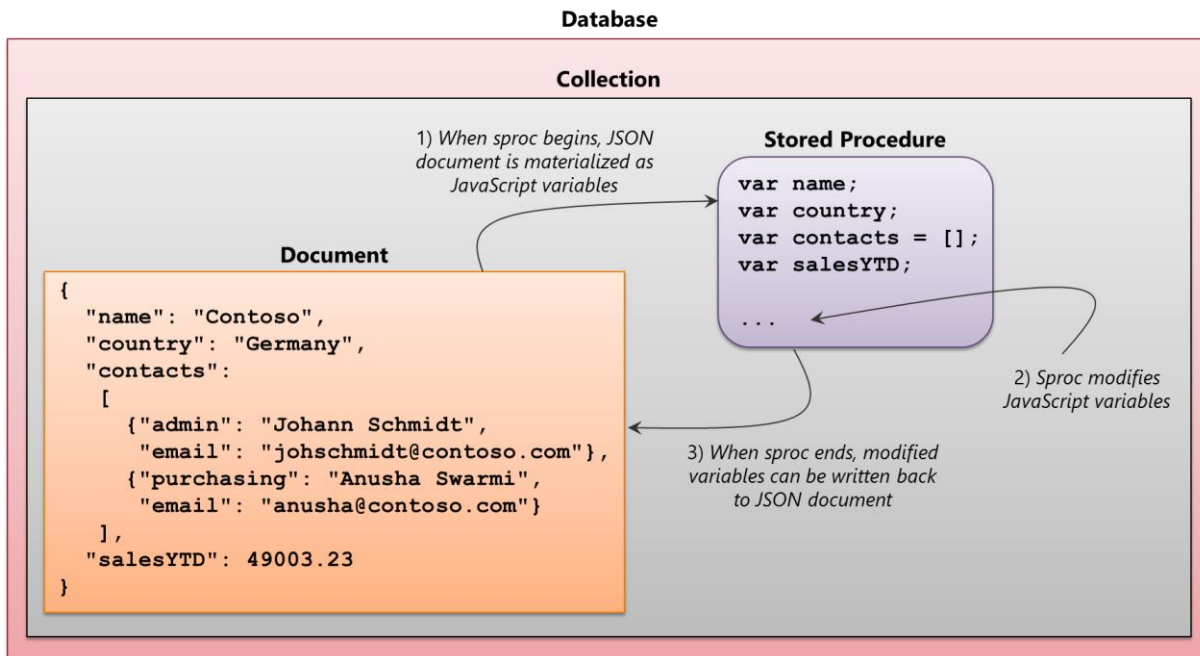 Database
Collection
1) When sproc begins, JSON
document is materialized as
JavaScript variables
Stored Procedure
var name;
var country;
var contacts = [];
var salesYTD;
...
Document
{
"name": "Contoso",
"country": "Germany",
"contacts":
[
{"admin": "Johann Schmidt",
"email": "johschmidt@contoso.com"},
{"purchasing": "Anusha Swarmi",
"email": "anusha@contoso.com"}
],
"salesYTD": 49003.23
}
2) Sproc modifies
JavaScript variables
3) When sproc ends, modified
variables can be written back
to JSON document